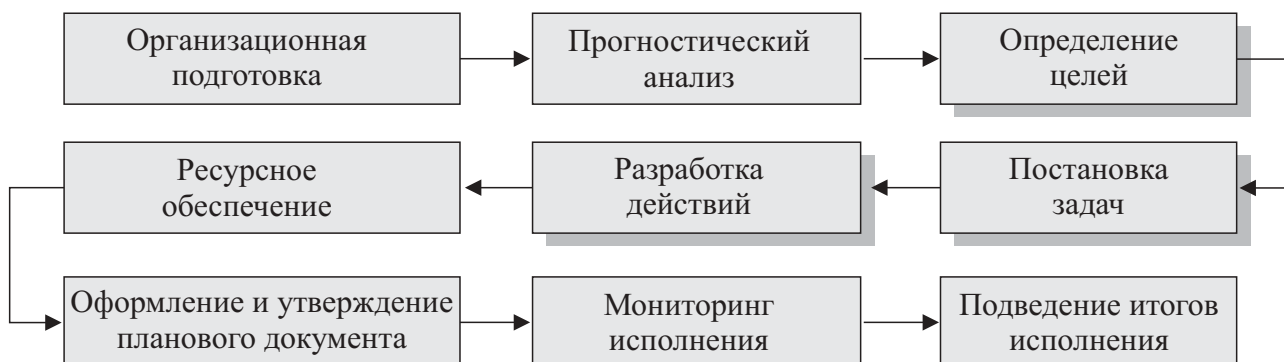 Организационная
подготовка
Прогностический
анализ
Определение
целей
Ресурсное
обеспечение
Разработка
действий
Постановка
задач
Оформление и утверждение
планового документа
Мониторинг
исполнения
Подведение итогов
исполнения